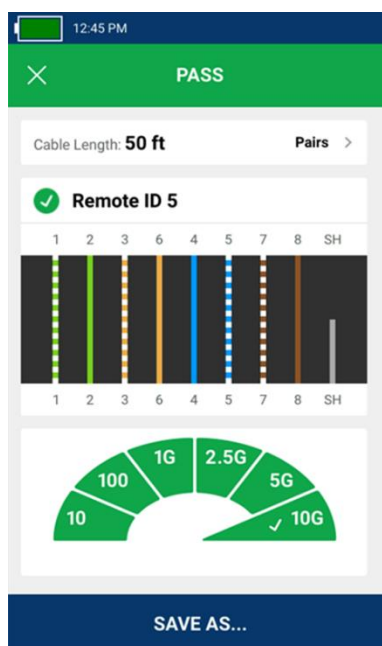 12:45 PM
PASS
Cable Length: 50 ft Pairs >
Remote ID 5
1 2 3 6 4 5 7 8 SH
1 2 3 6 4 5 7 8 SH
10 100 1G 2.5G 5G 10G
SAVE AS...